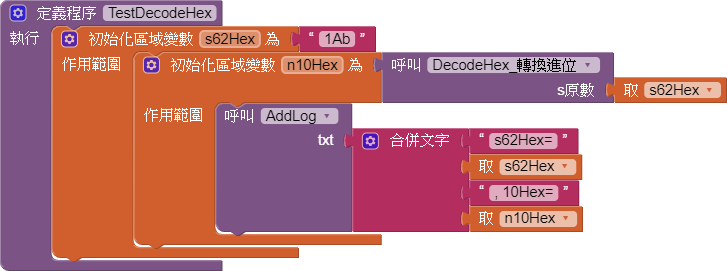 定義程序 TestDecodeHex
執行 初始化區域變數 s62Hex 為 “ 1Ab ”
作用範圍 初始化區域變數 n10Hex 為 呼叫 DecodeHex_轉換進位
s原數 取 s62Hex
作用範圍 呼叫 AddLog
txt 合併文字 “ s62Hex= ”
取 s62Hex
“ , 10Hex= ”
取 n10Hex